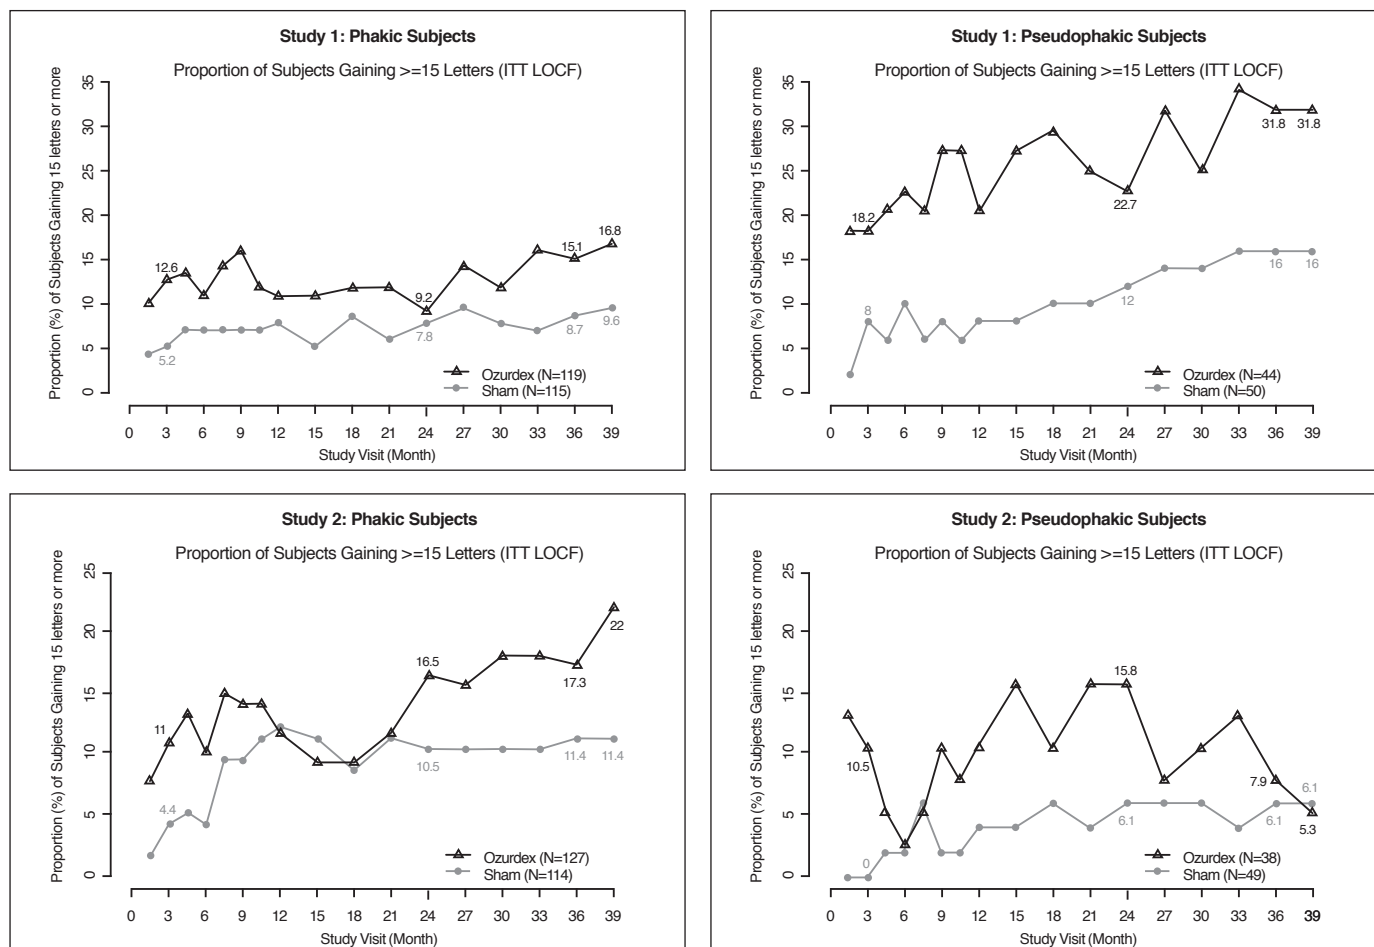 Study 1: Phakic Subjects
Proportion of Subjects Gaining >=15 Letters (ITT LOCF)
Proportion (%) of Subjects Gaining 15 letters or more
35
30
25
20
15
10
5
0
12.6
9.2
15.1
16.8
5.2
7.8
8.7
9.6
Ozurdex (N=119)
Sham (N=115)
0 3 6 9 12 15 18 21 24 27 30 33 36 39
Study Visit (Month)
Study 1: Pseudophakic Subjects
Proportion of Subjects Gaining >=15 Letters (ITT LOCF)
Proportion (%) of Subjects Gaining 15 letters or more
35
30
25
20
15
10
5
0
18.2
22.7
31.8
31.8
8
12
16
16
Ozurdex (N=44)
Sham (N=50)
0 3 6 9 12 15 18 21 24 27 30 33 36 39
Study Visit (Month)
Study 2: Phakic Subjects
Proportion of Subjects Gaining >=15 Letters (ITT LOCF)
Proportion (%) of Subjects Gaining 15 letters or more
25
20
15
10
5
0
11
16.5
17.3
22
4.4
10.5
11.4
11.4
Ozurdex (N=127)
Sham (N=114)
0 3 6 9 12 15 18 21 24 27 30 33 36 39
Study Visit (Month)
Study 2: Pseudophakic Subjects
Proportion of Subjects Gaining >=15 Letters (ITT LOCF)
Proportion (%) of Subjects Gaining 15 letters or more
25
20
15
10
5
0
10.5
15.8
7.9
5.3
0
6.1
6.1
6.1
Ozurdex (N=38)
Sham (N=49)
0 3 6 9 12 15 18 21 24 27 30 33 36 39
Study Visit (Month)